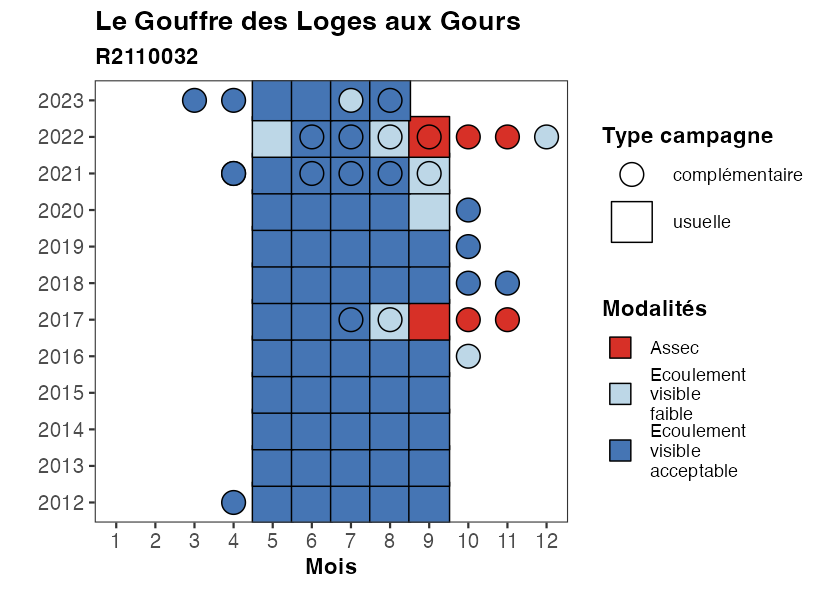 Le Gouffre des Loges aux Gours
R2110032
2023
2022
2021
2020
2019
2018
2017
2016
2015
2014
2013
2012
1 2 3 4 5 6 7 8 9 10 11 12
Mois
Type campagne
complémentaire
usuelle
Modalités
Assec
Ecoulement
visible
faible
Ecoulement
visible
acceptable